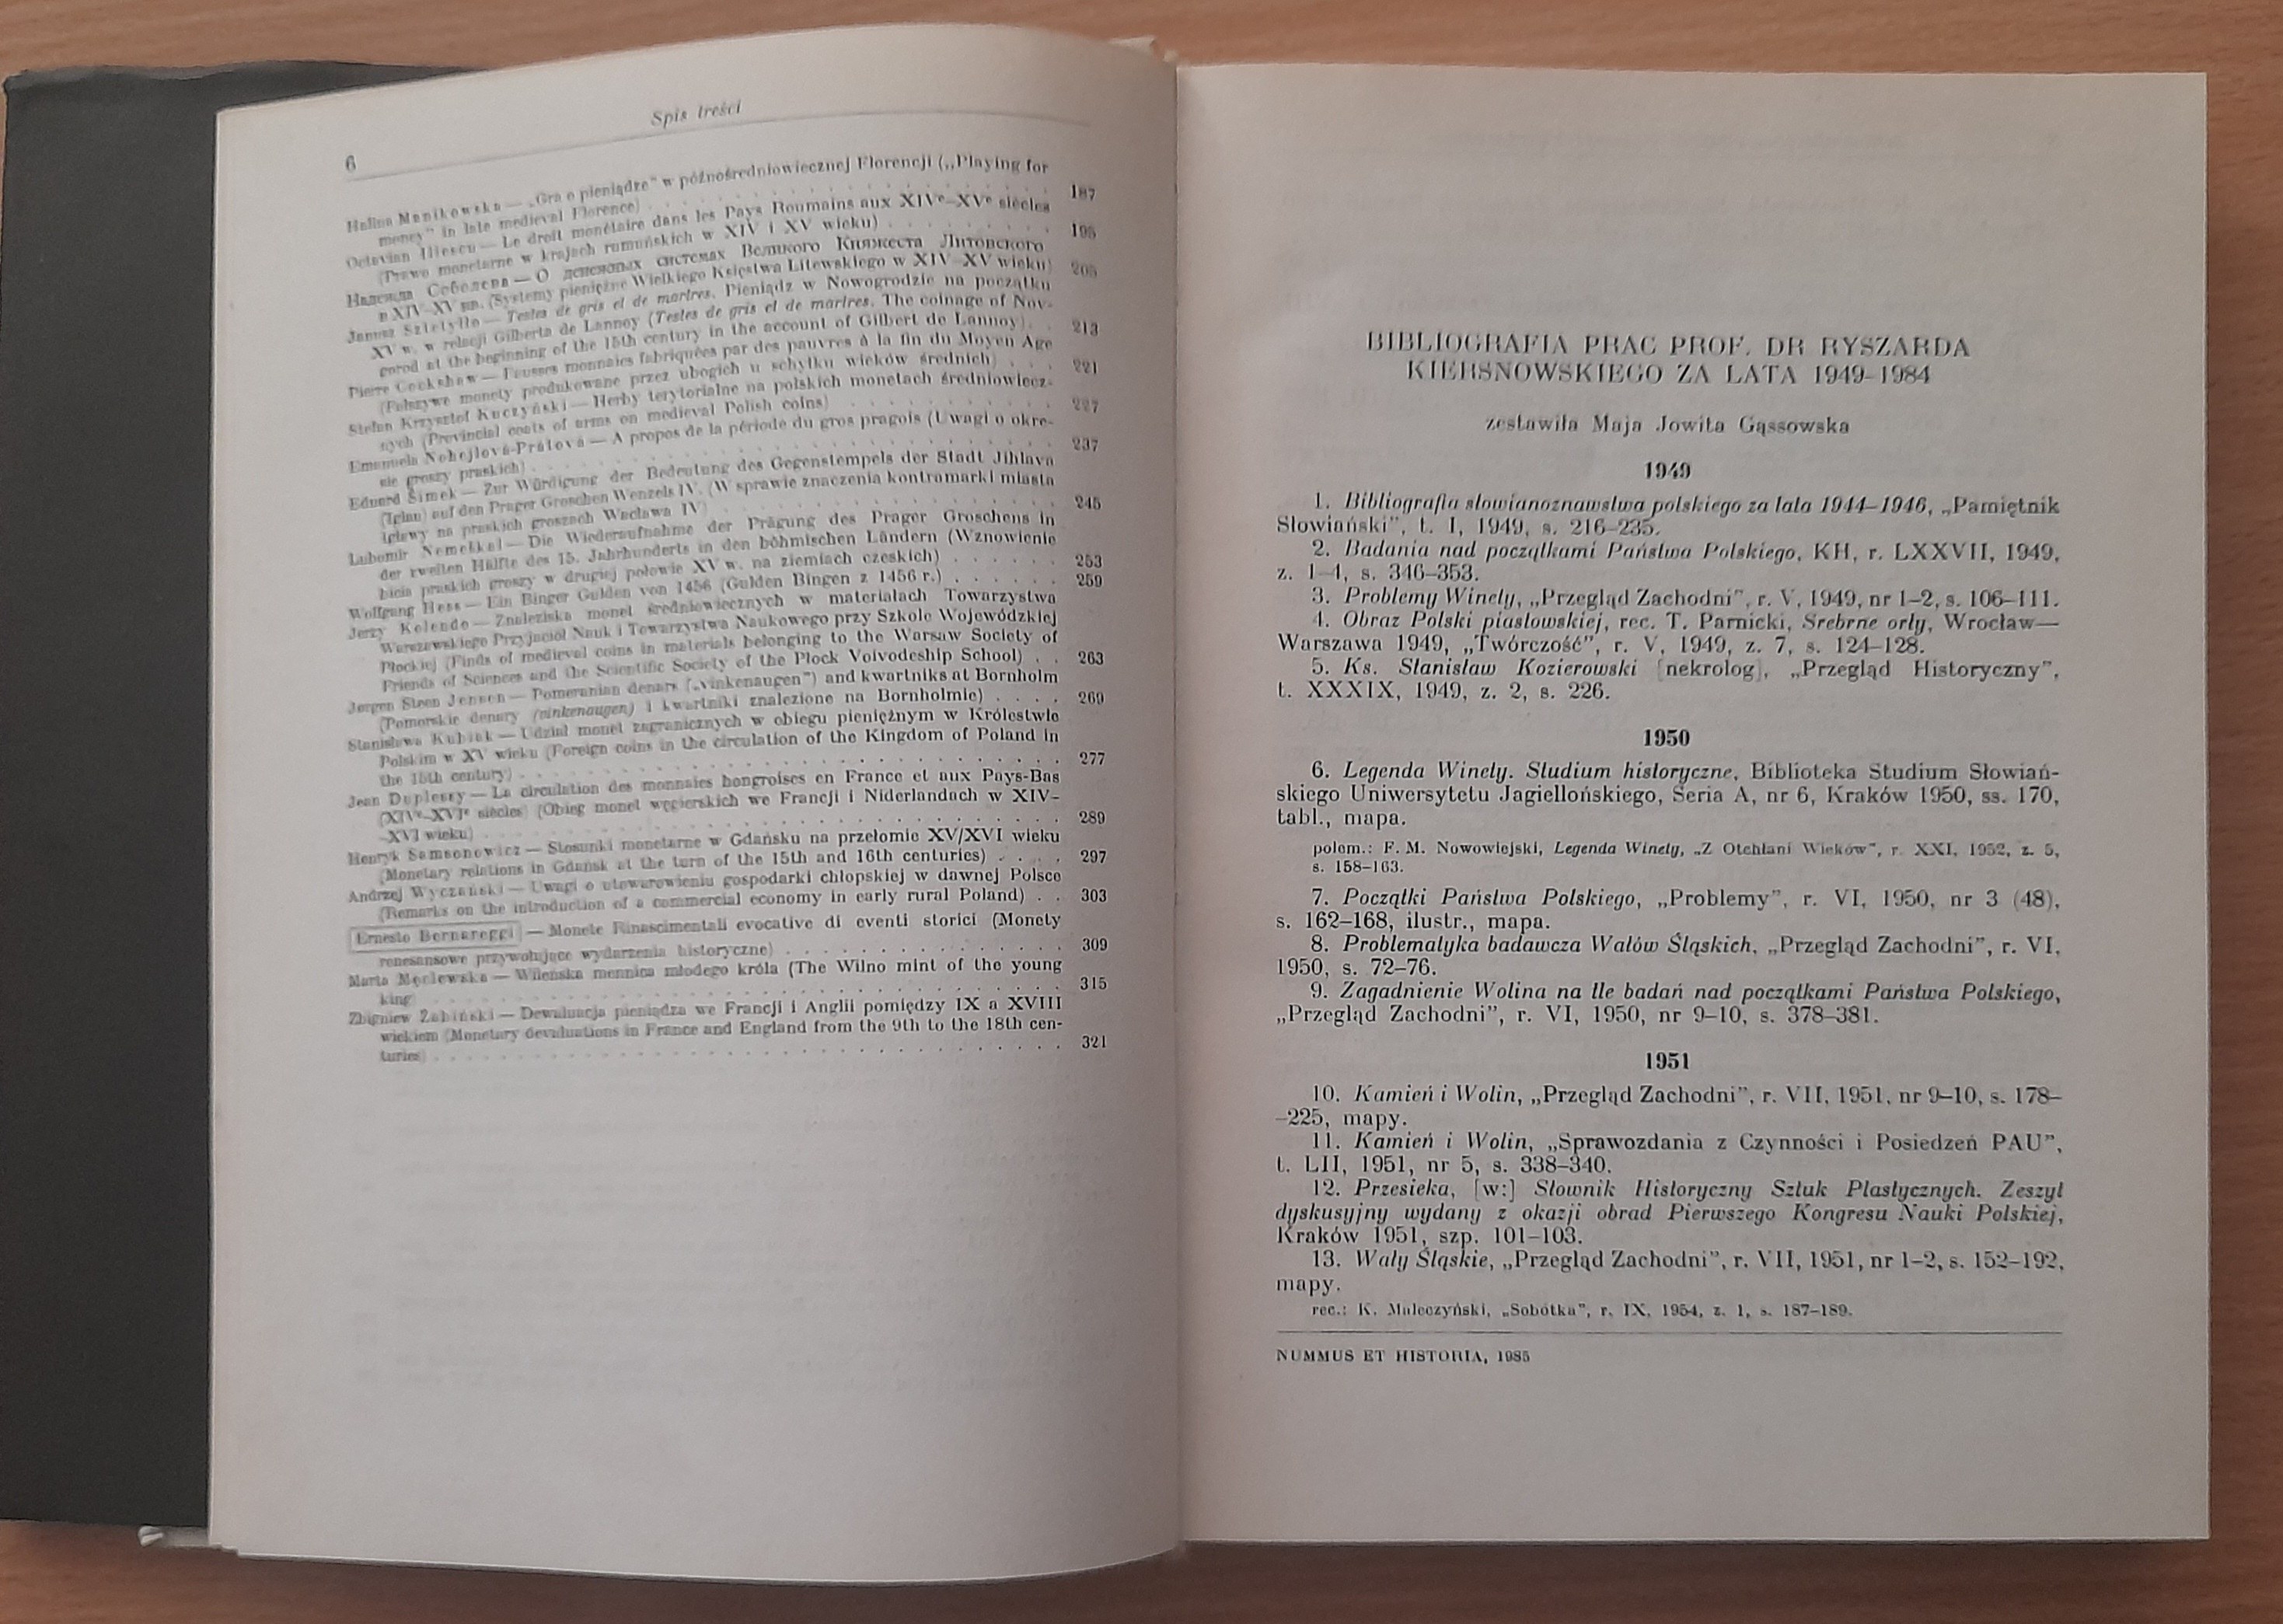 Spis treści
6
Halina Manikowska — „Gra o pieniądze" w późnośredniowiecznej Florencji („Playing for
money" in late medieval Florence) . . . 187
Octavian Iliescu — Le droit monétaire dans les Pays Roumains aux XIVe–XVe siècles
(Prawo monetarne w krajach rumuńskich w XIV i XV wieku) . . . 195
Надежда Соболева — О денежных системах Великого Княжеста Литовского
в XIV–XV вв. (Systemy pieniężne Wielkiego Księstwa Litewskiego w XIV–XV wieku) 205
Janusz Sztetyłło — Testes de gris et de martres. Pieniądz w Nowogrodzie na początku
XV w. w relacji Gilberta de Lannoy (Testes de gris et de martres. The coinage of Nov-
gorod at the beginning of the 15th century in the account of Gilbert de Lannoy) . . 213
Pierre Cockshaw — Fausses monnaies fabriquées par des pauvres à la fin du Moyen Age
(Fałszywe monety produkowane przez ubogich u schyłku wieków średnich) . . . 221
Stefan Krzysztof Kuczyński — Herby terytorialne na polskich monetach średniowiecz-
nych (Provincial coats of arms on medieval Polish coins) . . . 227
Emanuela Nohejlová-Prátová — A propos de la période du gros pragois (Uwagi o okre-
sie groszy praskich) . . . 237
Eduard Šimek — Zur Würdigung der Bedeutung des Gegenstempels der Stadt Jihlava
(Iglau) auf den Prager Groschen Wenzels IV. (W sprawie znaczenia kontramarki miasta
Igławy na praskich groszach Wacława IV) . . . 245
Lubomír Nemeškal — Die Wiederaufnahme der Prägung des Prager Groschens in
der zweiten Hälfte des 15. Jahrhunderts in den böhmischen Ländern (Wznowienie
bicia praskich groszy w drugiej połowie XV w. na ziemiach czeskich) . . . 253
Wolfgang Hess — Ein Binger Gulden von 1456 (Gulden Bingen z 1456 r.) . . . 259
Jerzy Kolendo — Znaleziska monet średniowiecznych w materiałach Towarzystwa
Warszawskiego Przyjaciół Nauk i Towarzystwa Naukowego przy Szkole Wojewódzkiej
Płockiej (Finds of medieval coins in materials belonging to the Warsaw Society of
Friends of Sciences and the Scientific Society of the Płock Voivodeship School) . . 263
Jørgen Steen Jensen — Pomeranian denars („vinkenaugen") and kwartniks at Bornholm
(Pomorskie denary (vinkenaugen) i kwartniki znalezione na Bornholmie) . . . . 269
Stanisława Kubiak — Udział monet zagranicznych w obiegu pieniężnym w Królestwie
Polskim w XV wieku (Foreign coins in the circulation of the Kingdom of Poland in
the 15th century) . . . 277
Jean Duplessy — La circulation des monnaies hongroises en France et aux Pays-Bas
(XIVe–XVIe siècles) (Obieg monet węgierskich we Francji i Niderlandach w XIV–
–XVI wieku) . . . 289
Henryk Samsonowicz — Stosunki monetarne w Gdańsku na przełomie XV/XVI wieku
(Monetary relations in Gdańsk at the turn of the 15th and 16th centuries) . . . . 297
Andrzej Wyczański — Uwagi o utowarowieniu gospodarki chłopskiej w dawnej Polsce
(Remarks on the introduction of a commercial economy in early rural Poland) . . 303
Ernesto Bernareggi — Monete Rinascimentali evocative di eventi storici (Monety
renesansowe przywołujące wydarzenia historyczne) . . . 309
Marta Męclewska — Wileńska mennica młodego króla (The Wilno mint of the young
king) . . . 315
Zbigniew Żabiński — Dewaluacja pieniądza we Francji i Anglii pomiędzy IX a XVIII
wiekiem (Monetary devaluations in France and England from the 9th to the 18th cen-
turies) . . . 321
BIBLIOGRAFIA PRAC PROF. DR RYSZARDA
KIERSNOWSKIEGO ZA LATA 1949–1984
zestawiła Maja Jowita Gąssowska
1949
1. Bibliografia słowianoznawstwa polskiego za lata 1944–1946, „Pamiętnik
Słowiański", t. I, 1949, s. 216–235.
2. Badania nad początkami Państwa Polskiego, KH, r. LXXVII, 1949,
z. 1–4, s. 346–353.
3. Problemy Winety, „Przegląd Zachodni", r. V, 1949, nr 1–2, s. 106–111.
4. Obraz Polski piastowskiej, rec. T. Parnicki, Srebrne orły, Wrocław—
Warszawa 1949, „Twórczość", r. V, 1949, z. 7, s. 124–128.
5. Ks. Stanisław Kozierowski [nekrolog], „Przegląd Historyczny",
t. XXXIX, 1949, z. 2, s. 226.
1950
6. Legenda Winety. Studium historyczne, Biblioteka Studium Słowiań-
skiego Uniwersytetu Jagiellońskiego, Seria A, nr 6, Kraków 1950, ss. 170,
tabl., mapa.
polem.: F. M. Nowowiejski, Legenda Winety, „Z Otchłani Wieków", r. XXI, 1952, z. 5,
s. 158–163.
7. Początki Państwa Polskiego, „Problemy", r. VI, 1950, nr 3 (48),
s. 162–168, ilustr., mapa.
8. Problematyka badawcza Wałów Śląskich, „Przegląd Zachodni", r. VI,
1950, s. 72–76.
9. Zagadnienie Wolina na tle badań nad początkami Państwa Polskiego,
„Przegląd Zachodni", r. VI, 1950, nr 9–10, s. 378–381.
1951
10. Kamień i Wolin, „Przegląd Zachodni", r. VII, 1951, nr 9–10, s. 178–
–225, mapy.
11. Kamień i Wolin, „Sprawozdania z Czynności i Posiedzeń PAU",
t. LII, 1951, nr 5, s. 338–340.
12. Przesieka, [w:] Słownik Historyczny Sztuk Plastycznych. Zeszyt
dyskusyjny wydany z okazji obrad Pierwszego Kongresu Nauki Polskiej,
Kraków 1951, szp. 101–103.
13. Wały Śląskie, „Przegląd Zachodni", r. VII, 1951, nr 1–2, s. 152–192,
mapy.
rec.: K. Maleczyński, „Sobótka", r. IX, 1954, z. 1, s. 187–189.
NUMMUS ET HISTORIA, 1985